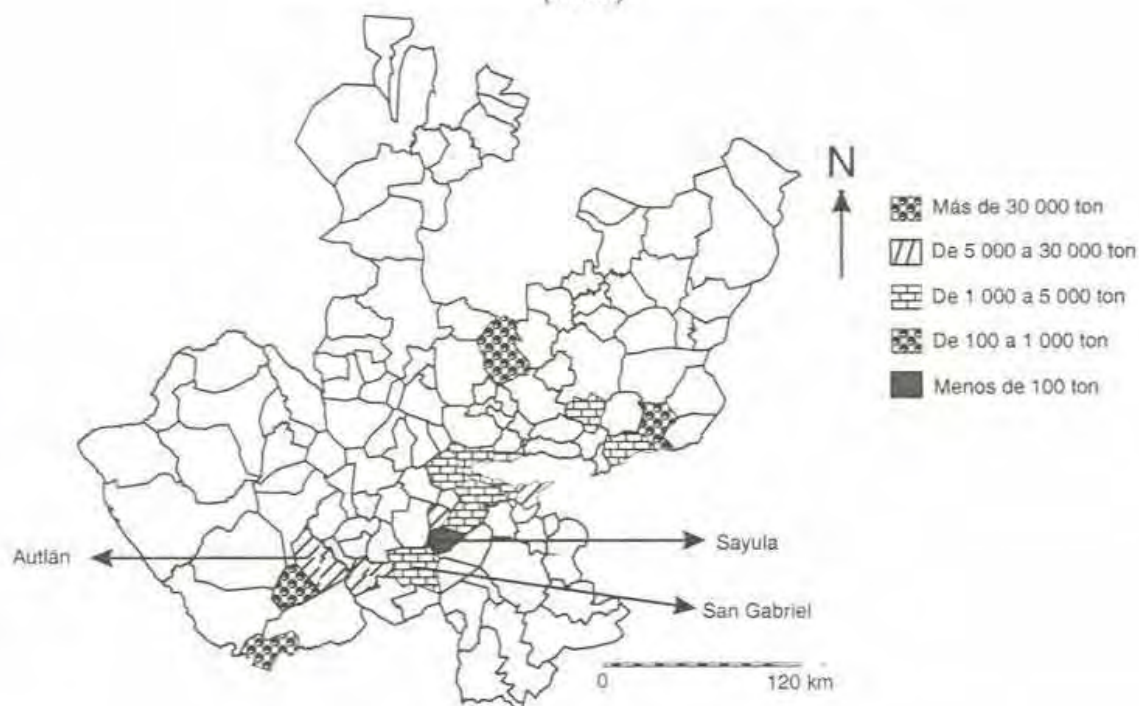 N
Más de 30 000 ton
De 5 000 a 30 000 ton
De 1 000 a 5 000 ton
De 100 a 1 000 ton
Menos de 100 ton
Autlán
Sayula
San Gabriel
0 120 km